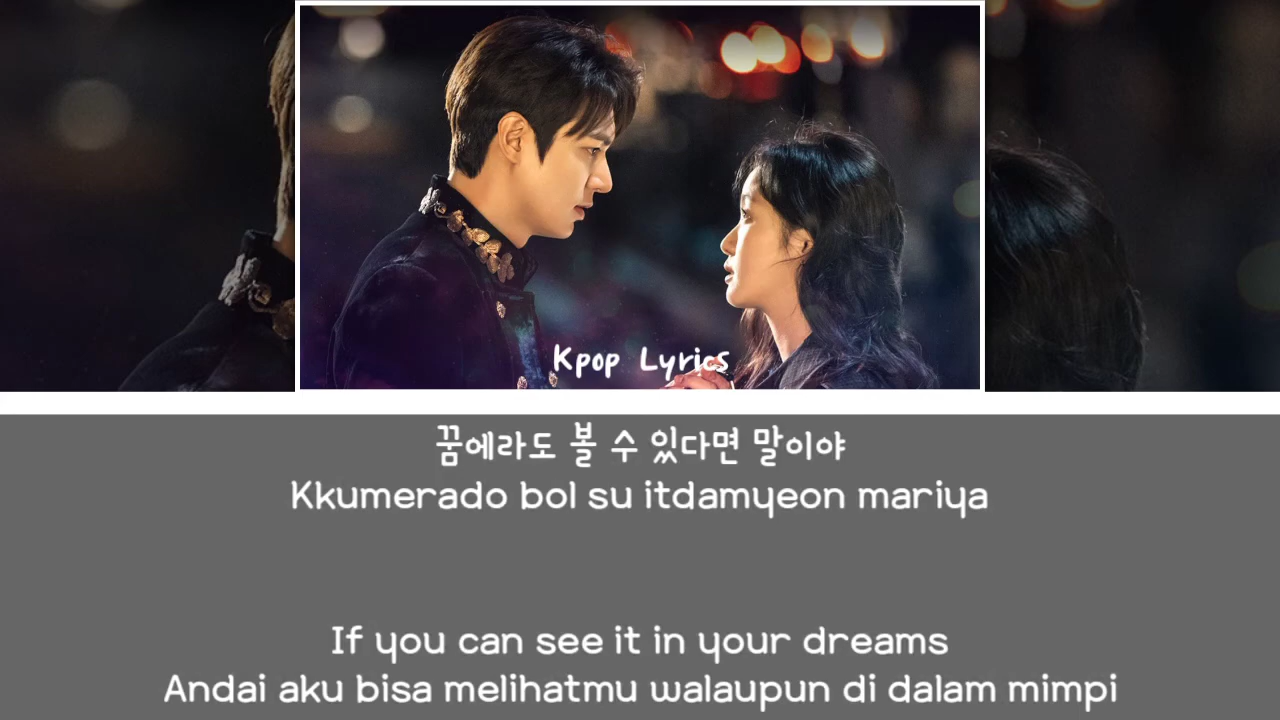 Kpop Lyrics
꿈에라도 볼 수 있다면 말이야
Kkumerado bol su itdamyeon mariya
If you can see it in your dreams
Andai aku bisa melihatmu walaupun di dalam mimpi